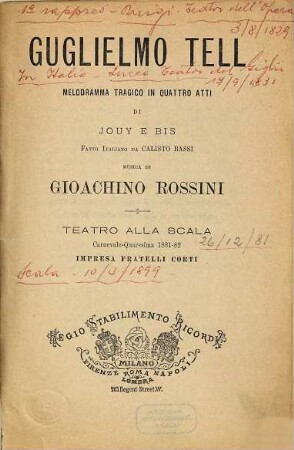 1ª rappres - Parigi - Teatro dell'Opera
3/8/1829
GUGLIELMO TELL
In Italia - Lucca Teatro del Giglio
17/9/1831
MELODRAMMA TRAGICO IN QUATTRO ATTI
DI
JOUY E BIS
FATTO ITALIANO DA CALISTO BASSI
MUSICA DI
GIOACHINO ROSSINI
TEATRO ALLA SCALA
Carnevale-Quaresima 1881-82
26/12/81
IMPRESA FRATELLI CORTI
Scala - 1899
REGIO STABILIMENTO RICORDI
MILANO
FIRENZE ROMA NAPOLI
LONDRA
265 Regent Street. W.